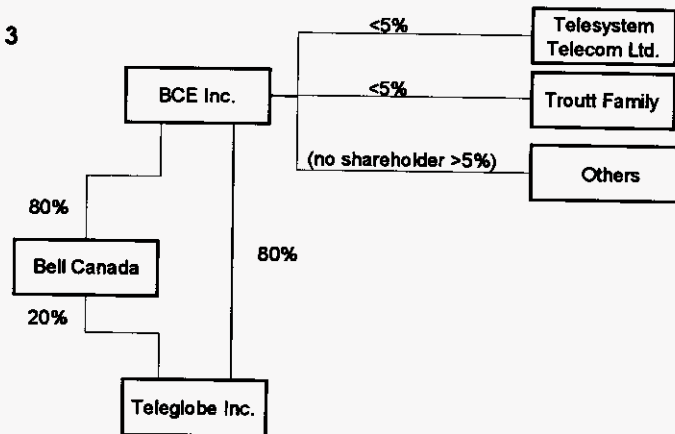 3
<5%
Telesystem
Telecom Ltd.
BCE Inc.
<5%
Troutt Family
(no shareholder >5%)
Others
80%
80%
Bell Canada
20%
Teleglobe Inc.